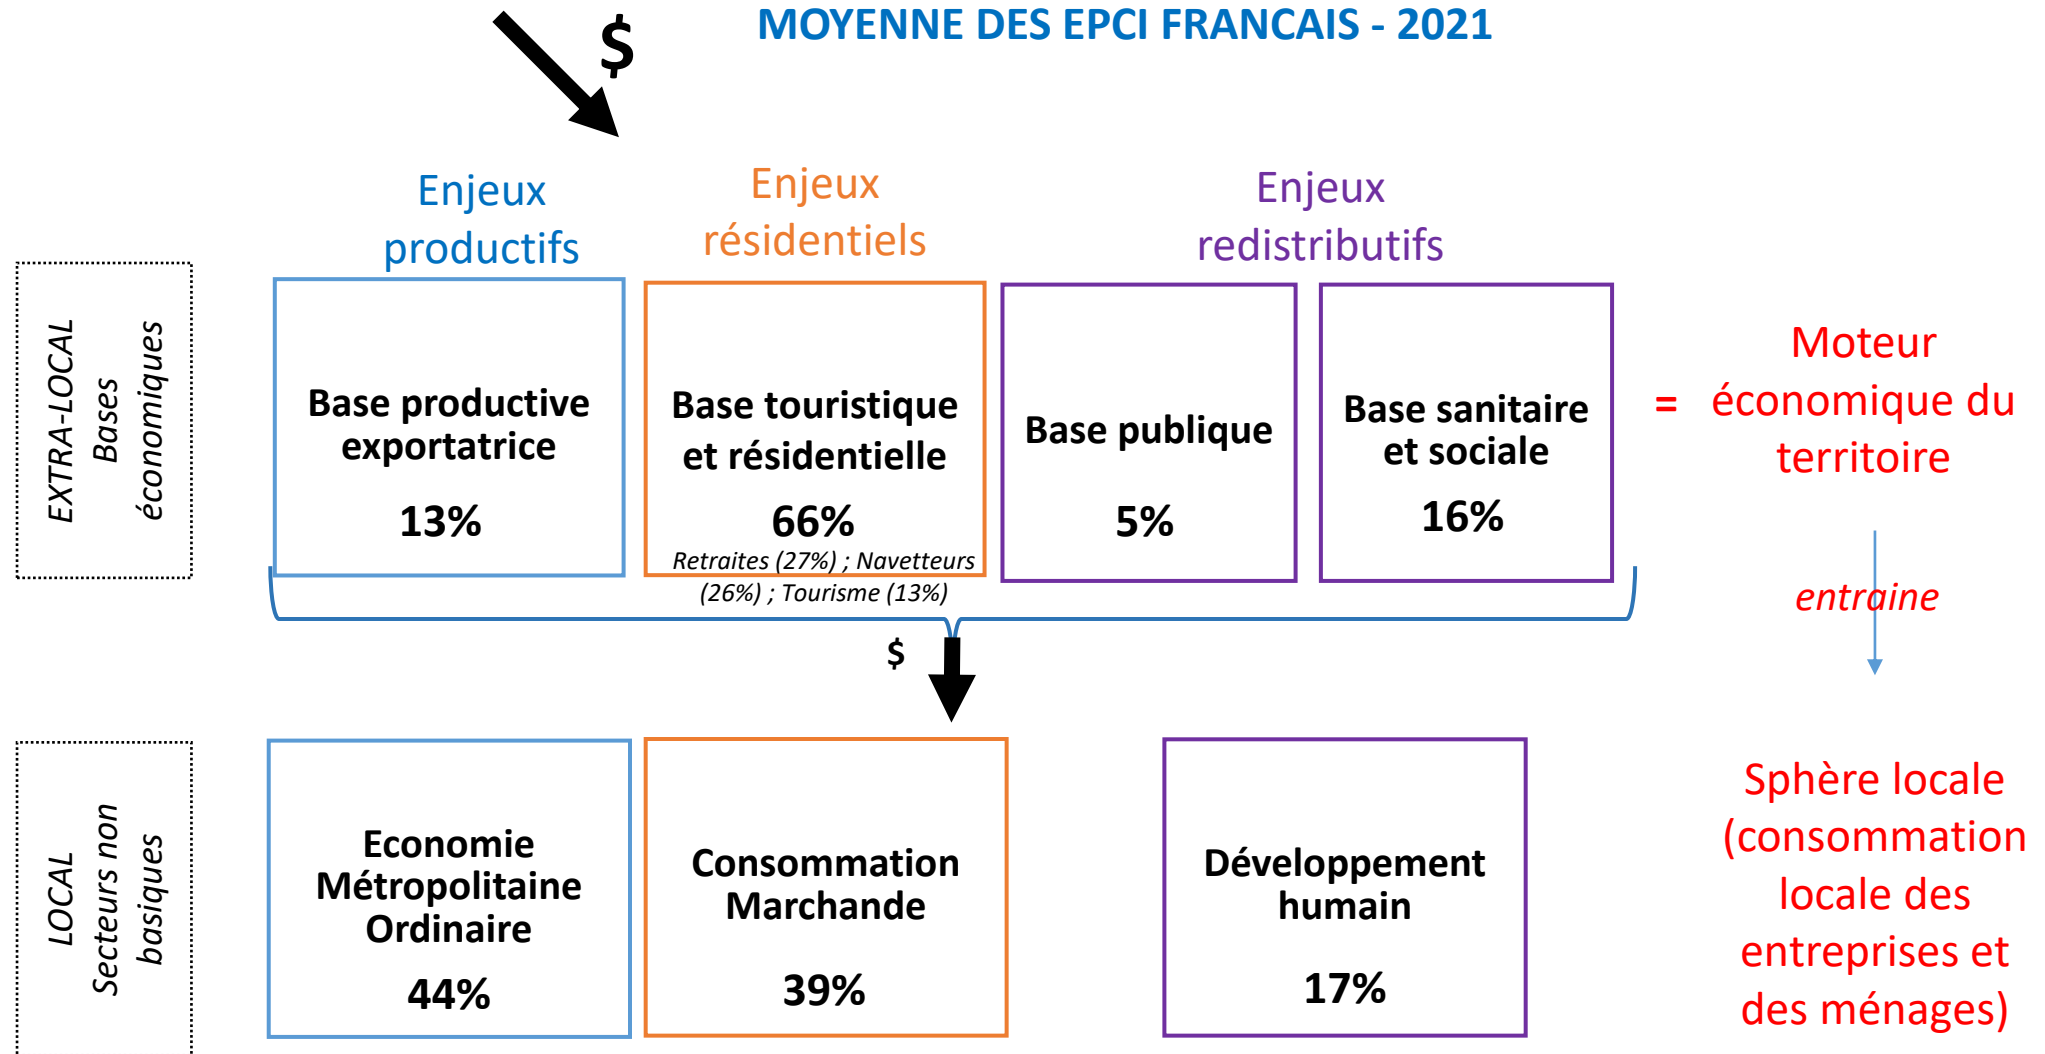 $
MOYENNE DES EPCI FRANCAIS - 2021
Enjeux
productifs
Enjeux
résidentiels
Enjeux
redistributifs
EXTRA-LOCAL
Bases
économiques
Base productive
exportatrice
13%
Base touristique
et résidentielle
66%
Retraites (27%) ; Navetteurs
(26%) ; Tourisme (13%)
Base publique
5%
Base sanitaire
et sociale
16%
=
Moteur
économique du
territoire
entraine
$
LOCAL
Secteurs non
basiques
Economie
Métropolitaine
Ordinaire
44%
Consommation
Marchande
39%
Développement
humain
17%
Sphère locale
(consommation
locale des
entreprises et
des ménages)